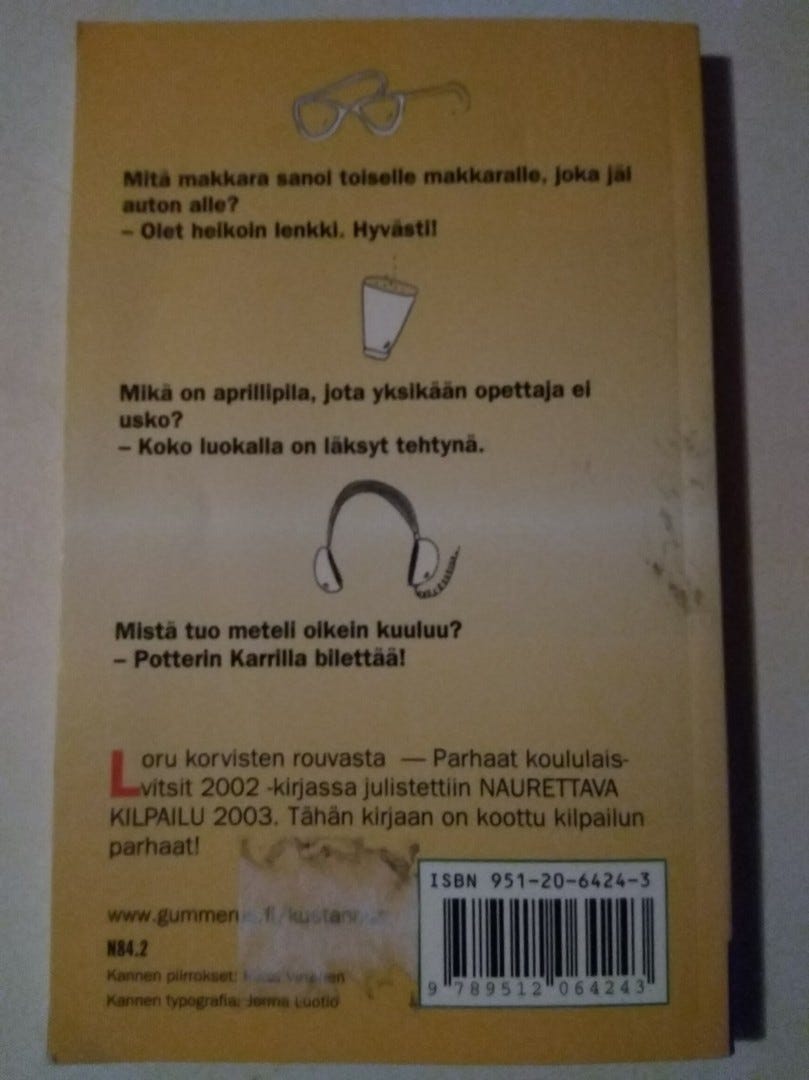 Mitä makkara sanoi toiselle makkaralle, joka jäi
auton alle?
– Olet heikoin lenkki. Hyvästi!
Mikä on aprillipila, jota yksikään opettaja ei
usko?
– Koko luokalla on läksyt tehtynä.
Mistä tuo meteli oikein kuuluu?
– Potterin Karrilla bilettää!
Loru korvisten rouvasta — Parhaat koululais-
vitsit 2002 -kirjassa julistettiin NAURETTAVA
KILPAILU 2003. Tähän kirjaan on koottu kilpailun
parhaat!
www.gummerus.fi/kustannus
N84.2
Kannen piirrokset:
Kannen typografia: Jorma Luotio
ISBN 951-20-6424-3
9 789512 064243